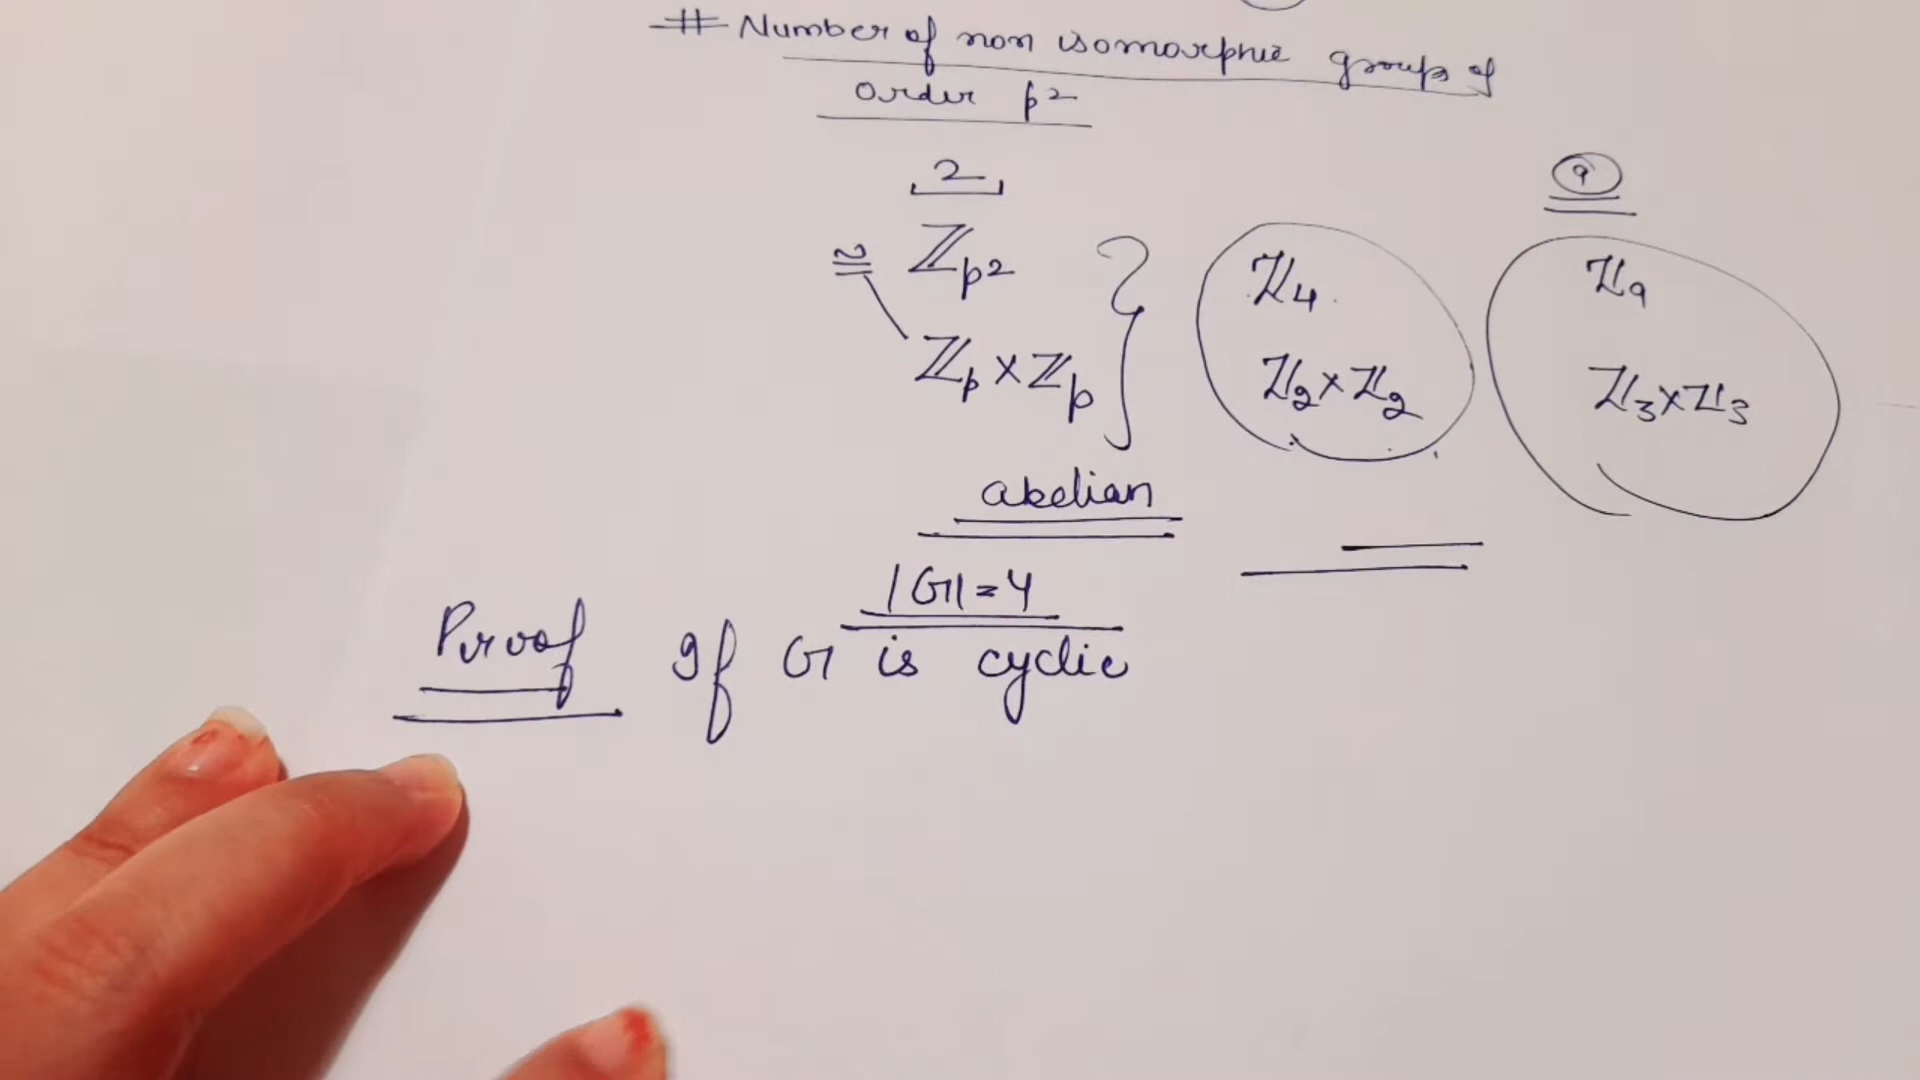 # Number of non isomorphic groups of
order p²
2
≅ ℤp²
ℤp × ℤp
ℤ4
ℤ2 × ℤ2
9
ℤ9
ℤ3 × ℤ3
abelian
|G| = 4
Proof If G is cyclic